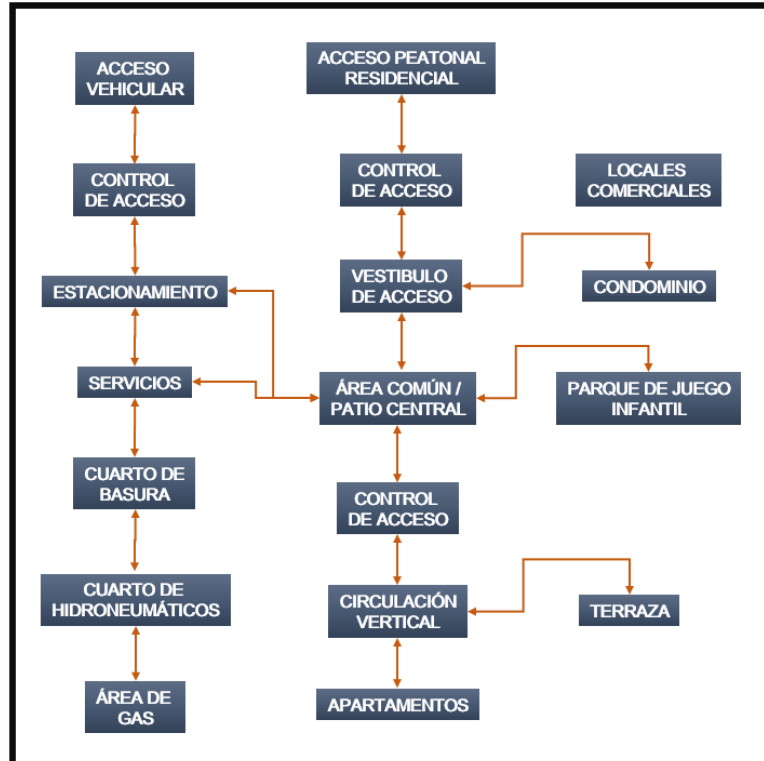 ACCESO
VEHICULAR
ACCESO PEATONAL
RESIDENCIAL
CONTROL
DE ACCESO
CONTROL
DE ACCESO
LOCALES
COMERCIALES
ESTACIONAMIENTO
VESTIBULO
DE ACCESO
CONDOMINIO
SERVICIOS
ÁREA COMÚN /
PATIO CENTRAL
PARQUE DE JUEGO
INFANTIL
CUARTO DE
BASURA
CONTROL
DE ACCESO
CUARTO DE
HIDRONEUMÁTICOS
CIRCULACIÓN
VERTICAL
TERRAZA
ÁREA DE
GAS
APARTAMENTOS